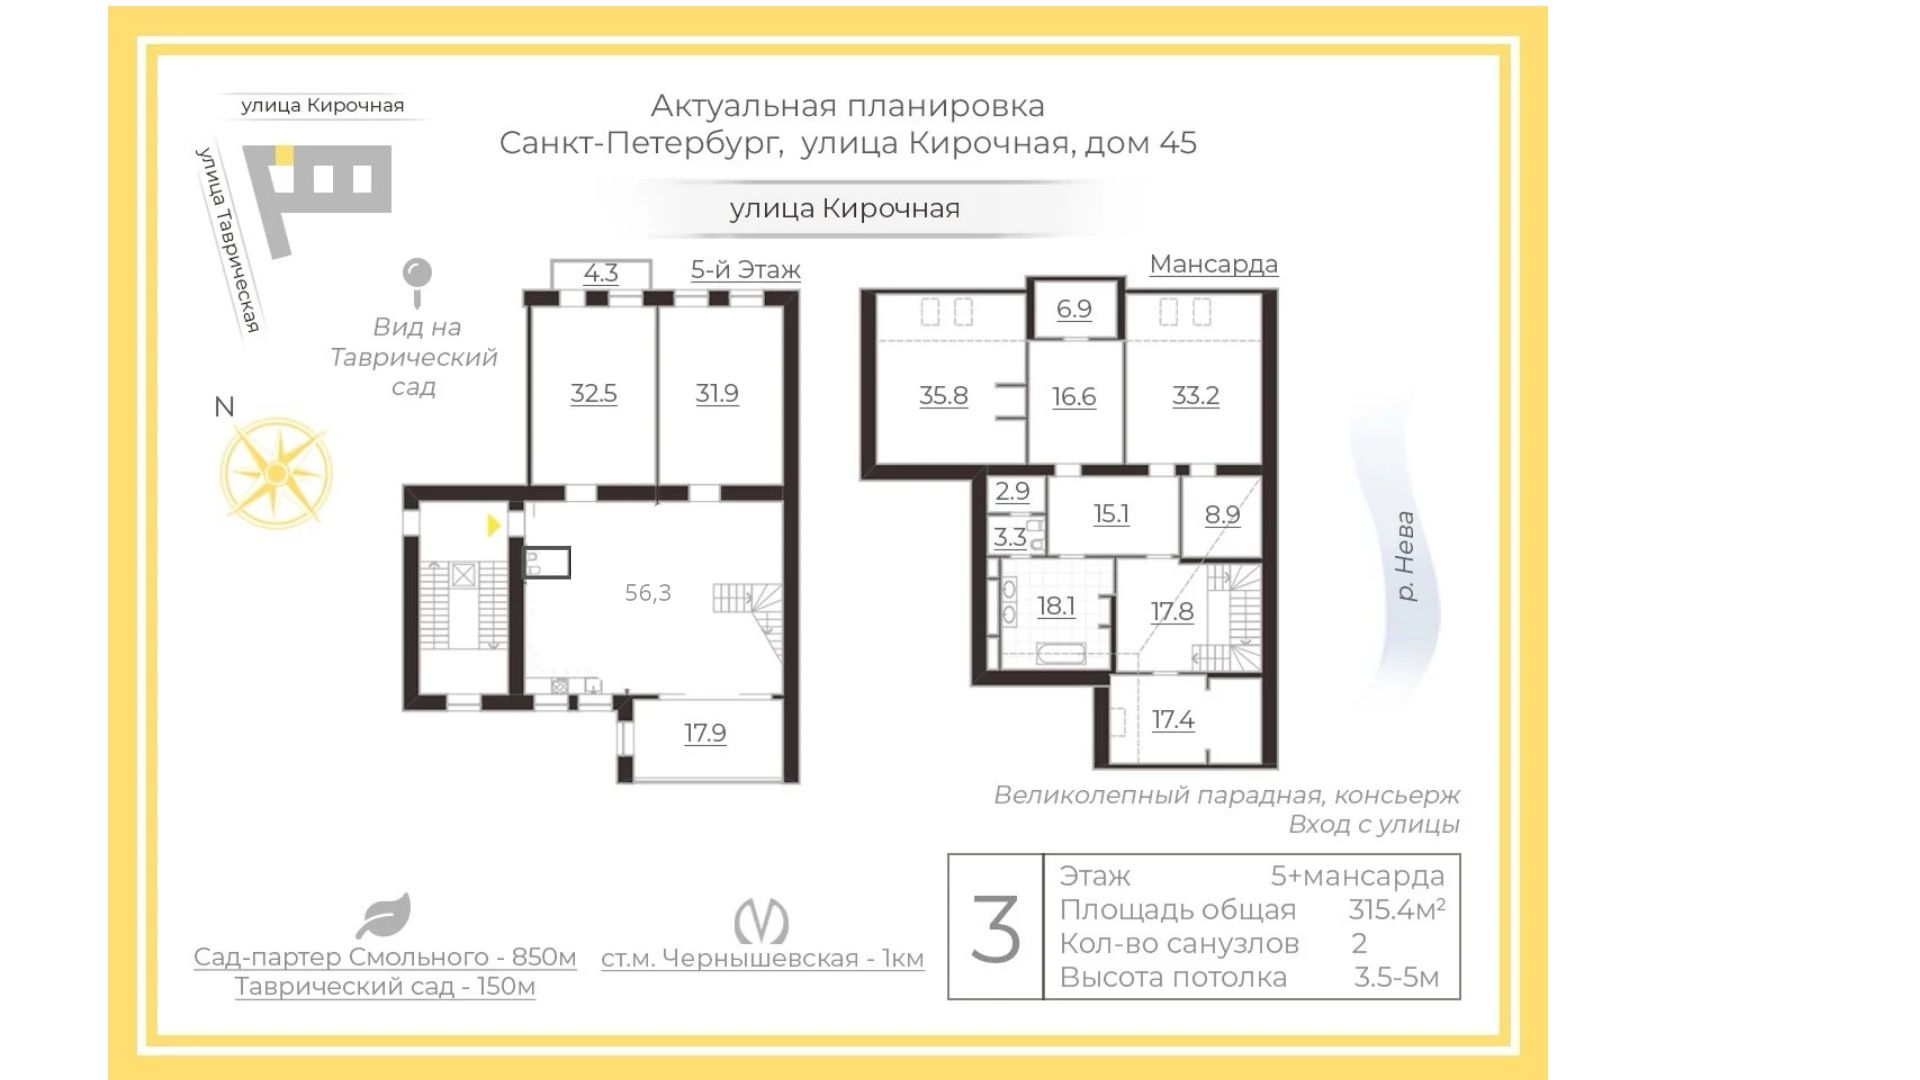 улица Кирочная
улица Таврическая
Актуальная планировка
Санкт-Петербург, улица Кирочная, дом 45
улица Кирочная
Вид на
Таврический
сад
N
5-й Этаж
4.3
32.5
31.9
56,3
17.9
Мансарда
6.9
35.8
16.6
33.2
2.9
15.1
8.9
3.3
18.1
17.8
17.4
р. Нева
Великолепный парадная, консьерж
Вход с улицы
Сад-партер Смольного - 850м
Таврический сад - 150м
ст.м. Чернышевская - 1км
3
Этаж 5+мансарда
Площадь общая 315.4м²
Кол-во санузлов 2
Высота потолка 3.5-5м